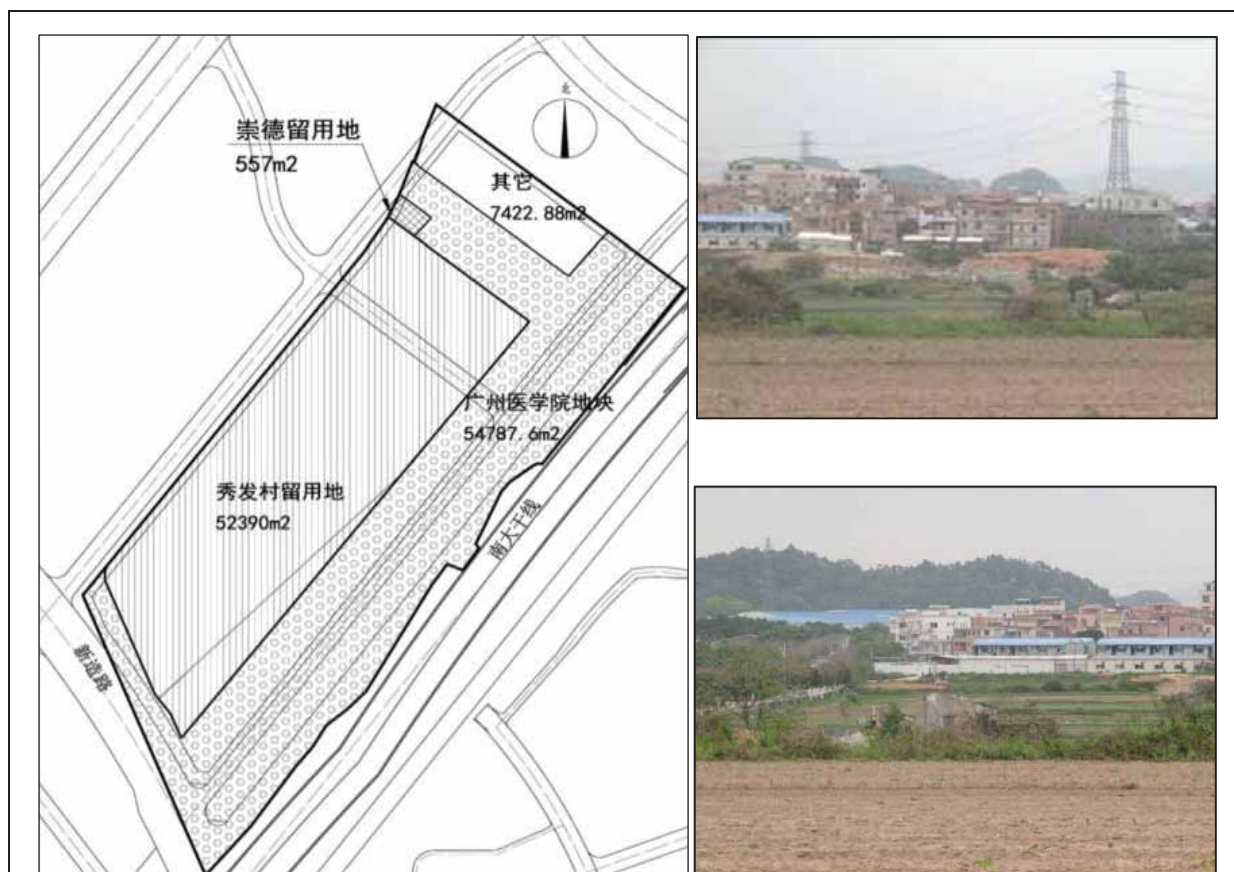 北
崇德留用地
557m2
其它
7422.88m2
广州医学院地块
54787.6m2
秀发村留用地
52390m2
南大干线
新造路